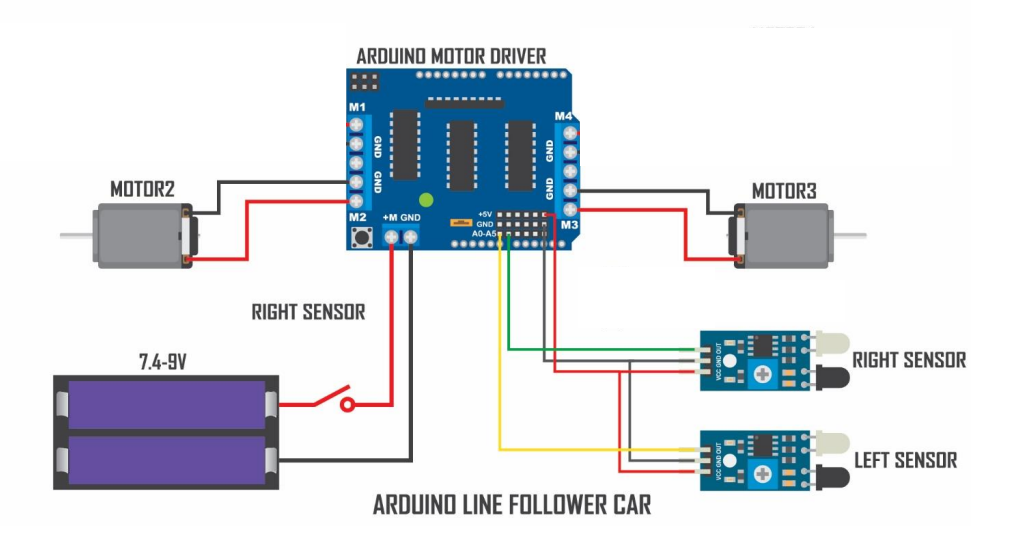 ARDUINO MOTOR DRIVER
M1
M4
GND
GND
GND
GND
MOTOR2
MOTOR3
M2
+M GND
+5V
GND
A0-A5
M3
RIGHT SENSOR
7.4-9V
VCC GND OUT
RIGHT SENSOR
VCC GND OUT
LEFT SENSOR
ARDUINO LINE FOLLOWER CAR